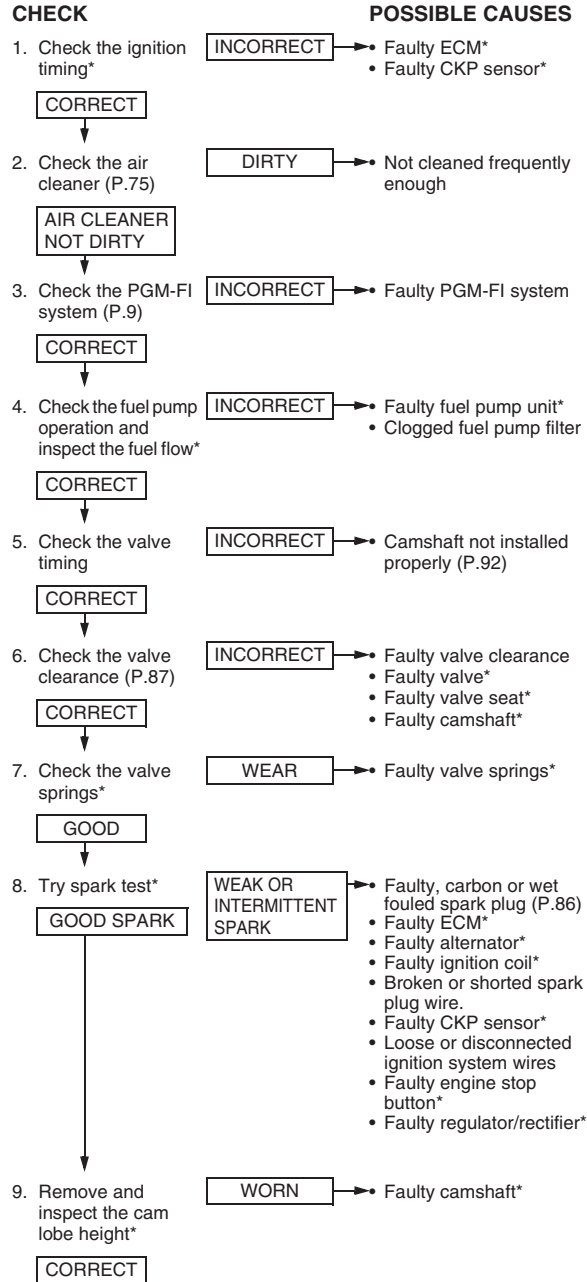 CHECK POSSIBLE CAUSES
1. Check the ignition timing*
INCORRECT
• Faulty ECM*
• Faulty CKP sensor*
CORRECT
2. Check the air cleaner (P.75)
DIRTY
• Not cleaned frequently enough
AIR CLEANER
NOT DIRTY
3. Check the PGM-FI
system (P.9)
INCORRECT
• Faulty PGM-FI system
CORRECT
4. Check the fuel pump
operation and
inspect the fuel flow*
INCORRECT
• Faulty fuel pump unit*
• Clogged fuel pump filter
CORRECT
5. Check the valve
timing
INCORRECT
• Camshaft not installed
properly (P.92)
CORRECT
6. Check the valve
clearance (P.87)
INCORRECT
• Faulty valve clearance
• Faulty valve*
• Faulty valve seat*
• Faulty camshaft*
CORRECT
7. Check the valve
springs*
WEAR
• Faulty valve springs*
GOOD
8. Try spark test*
WEAK OR
INTERMITTENT
SPARK
• Faulty, carbon or wet
fouled spark plug (P.86)
• Faulty ECM*
• Faulty alternator*
• Faulty ignition coil*
• Broken or shorted spark
plug wire.
• Faulty CKP sensor*
• Loose or disconnected
ignition system wires
• Faulty engine stop
button*
• Faulty regulator/rectifier*
GOOD SPARK
9. Remove and
inspect the cam
lobe height*
WORN
• Faulty camshaft*
CORRECT